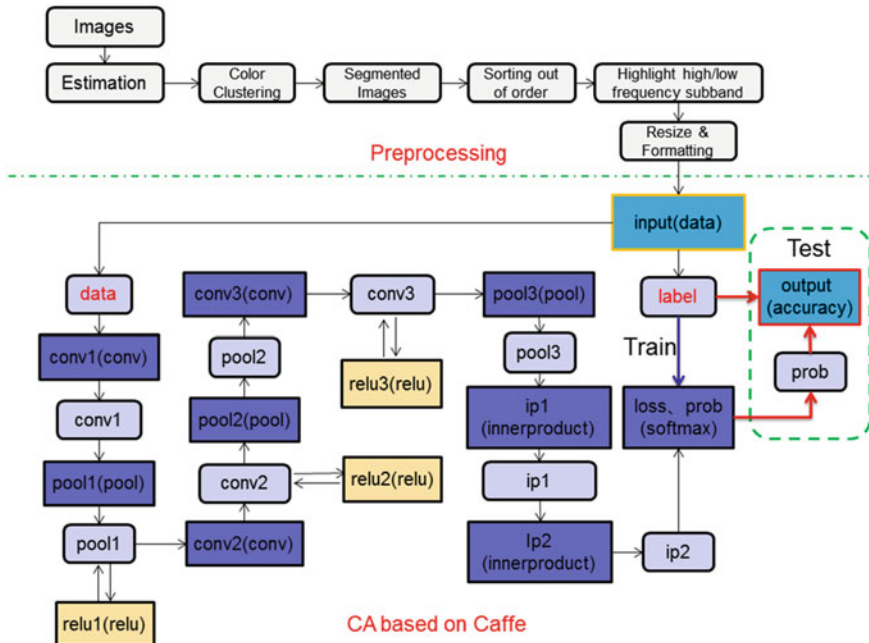 Images
Estimation
Color
Clustering
Segmented
Images
Sorting out
of order
Highlight high/low
frequency subband
Resize &
Formatting
Preprocessing
input(data)
Test
data
conv3(conv)
conv3
pool3(pool)
label
output
(accuracy)
conv1(conv)
pool2
relu3(relu)
pool3
Train
prob
conv1
pool2(pool)
ip1
(innerproduct)
loss、prob
(softmax)
pool1(pool)
conv2
relu2(relu)
ip1
pool1
conv2(conv)
Ip2
(innerproduct)
ip2
relu1(relu)
CA based on Caffe